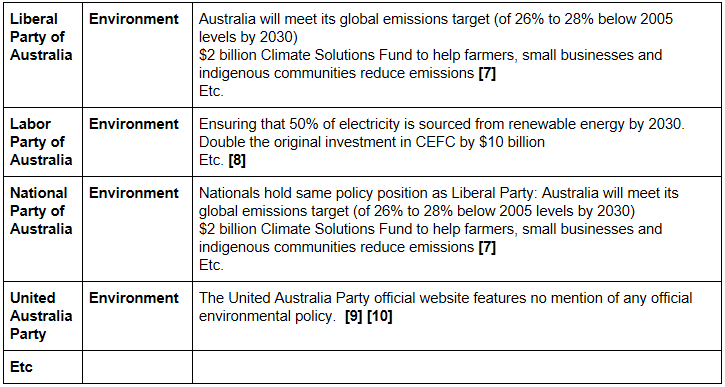 Liberal Party of Australia
Environment
Australia will meet its global emissions target (of 26% to 28% below 2005
levels by 2030)
$2 billion Climate Solutions Fund to help farmers, small businesses and
indigenous communities reduce emissions [7]
Etc.
Labor Party of Australia
Environment
Ensuring that 50% of electricity is sourced from renewable energy by 2030.
Double the original investment in CEFC by $10 billion
Etc. [8]
National Party of Australia
Environment
Nationals hold same policy position as Liberal Party: Australia will meet its
global emissions target (of 26% to 28% below 2005 levels by 2030)
$2 billion Climate Solutions Fund to help farmers, small businesses and
indigenous communities reduce emissions [7]
Etc.
United Australia Party
Environment
The United Australia Party official website features no mention of any official
environmental policy. [9] [10]
Etc